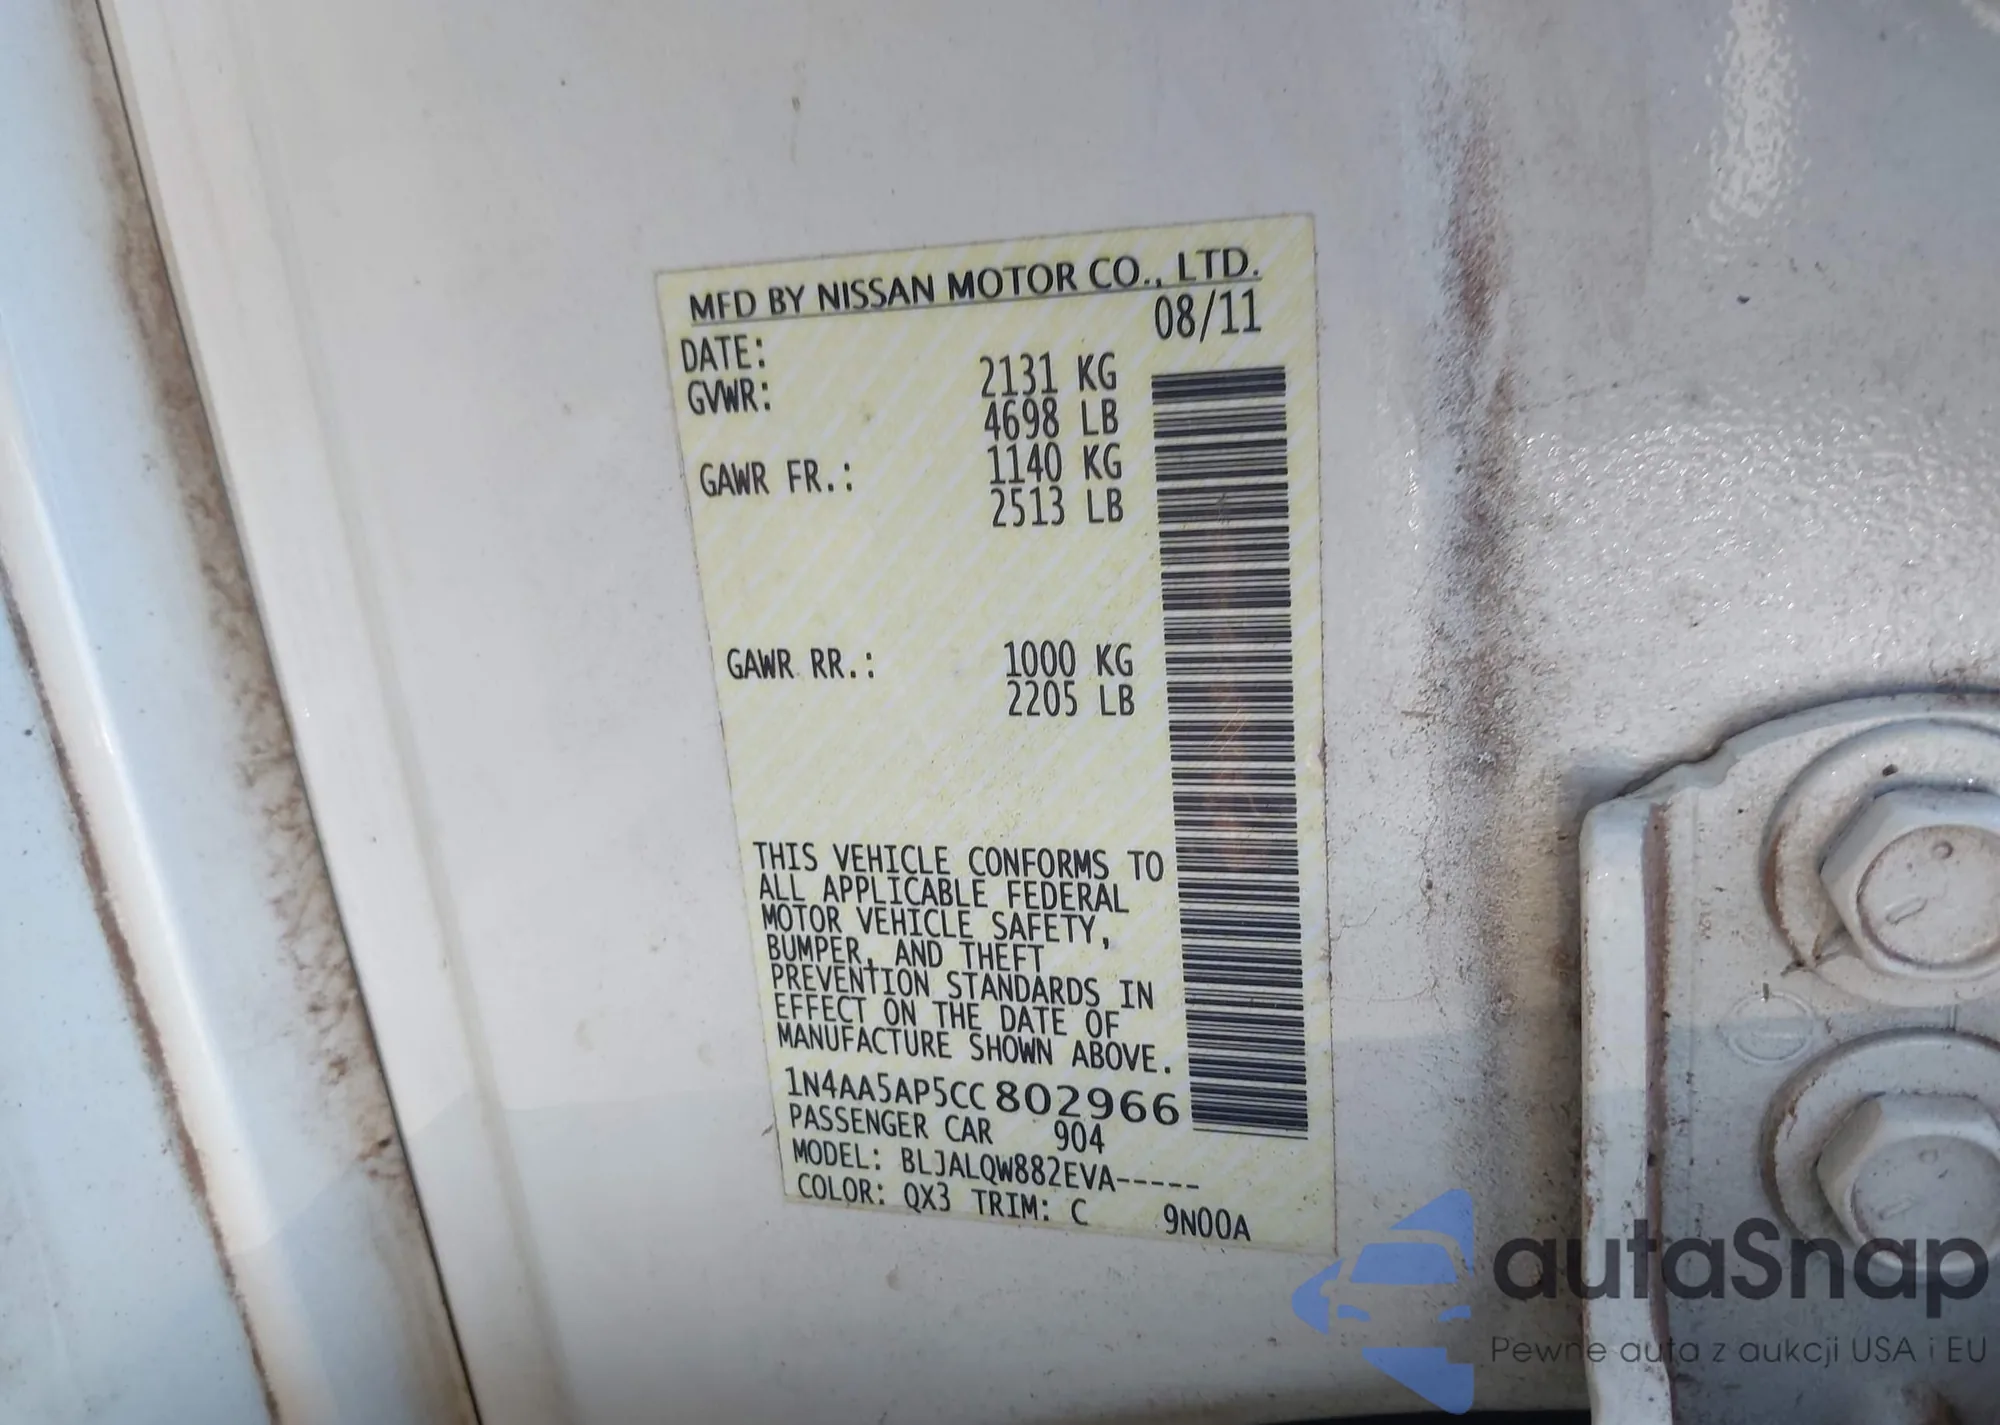 MFD BY NISSAN MOTOR CO., LTD.
DATE: 08/11
GVWR: 2131 KG
4698 LB
GAWR FR.: 1140 KG
2513 LB
GAWR RR.: 1000 KG
2205 LB
THIS VEHICLE CONFORMS TO
ALL APPLICABLE FEDERAL
MOTOR VEHICLE SAFETY,
BUMPER, AND THEFT
PREVENTION STANDARDS IN
EFFECT ON THE DATE OF
MANUFACTURE SHOWN ABOVE.
1N4AA5AP5CC802966
PASSENGER CAR 904
MODEL: BLJALQW882EVA-----
COLOR: QX3 TRIM: C 9N00A
autaSnap
Pewne auta z aukcji USA i EU